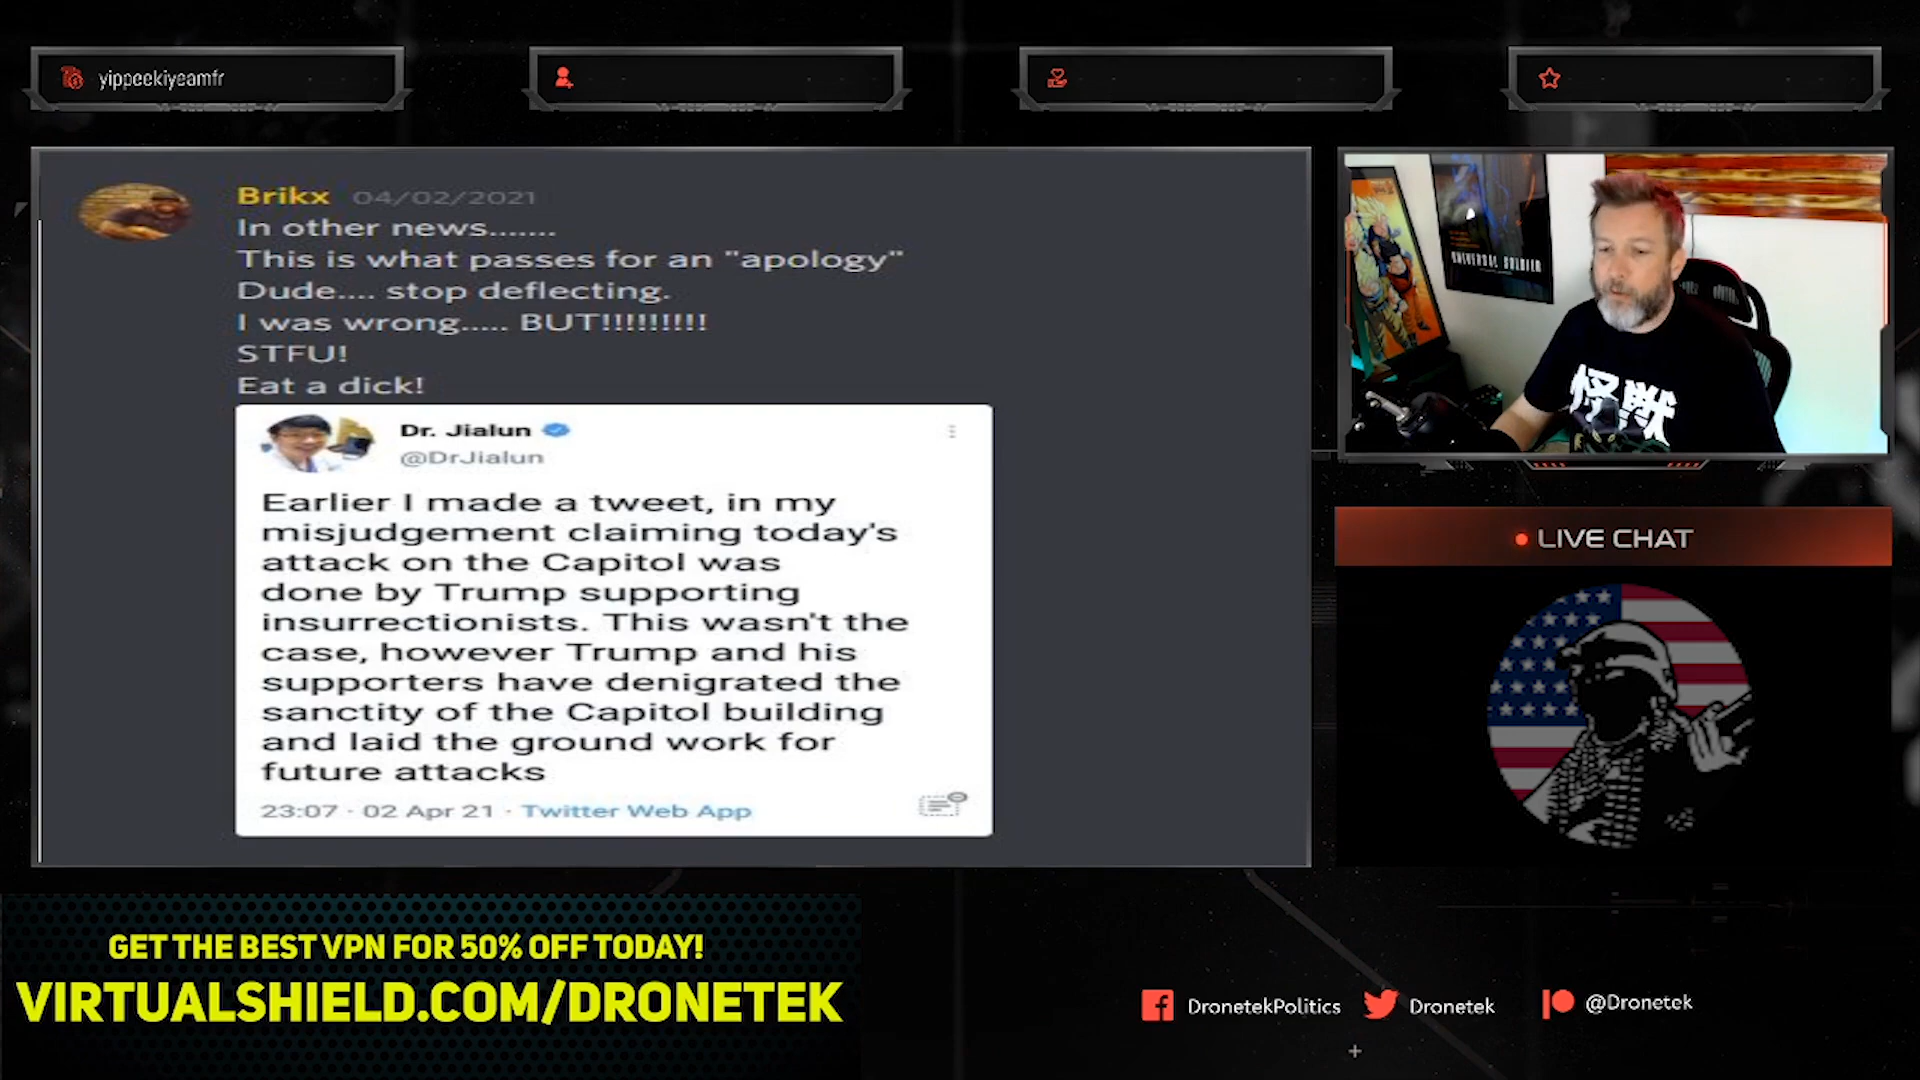 yippeekiyeamfr
Brikx 04/02/2021
In other news.......
This is what passes for an "apology"
Dude.... stop deflecting.
I was wrong..... BUT!!!!!!!!!
STFU!
Eat a dick!
Dr. Jialun
@DrJialun
Earlier I made a tweet, in my
misjudgement claiming today's
attack on the Capitol was
done by Trump supporting
insurrectionists. This wasn't the
case, however Trump and his
supporters have denigrated the
sanctity of the Capitol building
and laid the ground work for
future attacks
23:07 · 02 Apr 21 · Twitter Web App
UNIVERSAL SOLDIER
怪獣
LIVE CHAT
GET THE BEST VPN FOR 50% OFF TODAY!
VIRTUALSHIELD.COM/DRONETEK
DronetekPolitics
Dronetek
@Dronetek